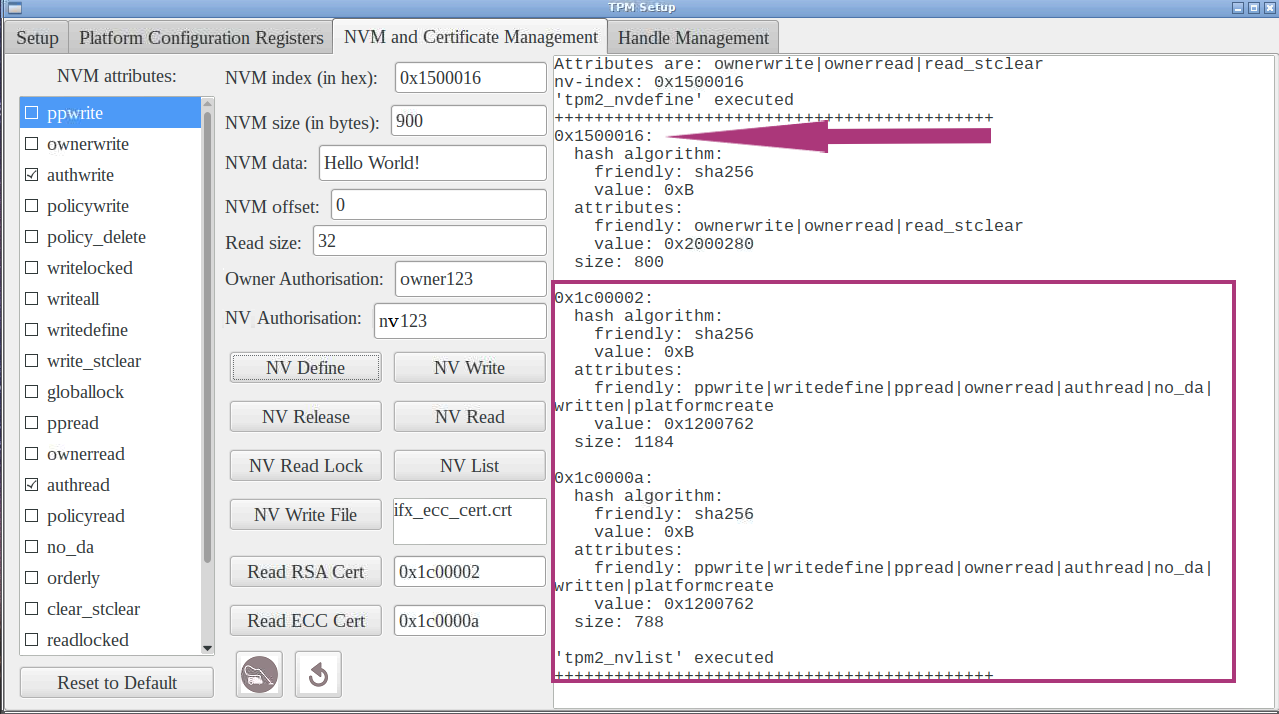 TPM Setup
Setup
Platform Configuration Registers
NVM and Certificate Management
Handle Management
NVM attributes:
ppwrite
ownerwrite
authwrite
policywrite
policy_delete
writelocked
writeall
writedefine
write_stclear
globallock
ppread
ownerread
authread
policyread
no_da
orderly
clear_stclear
readlocked
Reset to Default
NVM index (in hex): 0x1500016
NVM size (in bytes): 900
NVM data: Hello World!
NVM offset: 0
Read size: 32
Owner Authorisation: owner123
NV Authorisation: nv123
NV Define NV Write
NV Release NV Read
NV Read Lock NV List
NV Write File ifx_ecc_cert.crt
Read RSA Cert 0x1c00002
Read ECC Cert 0x1c0000a
Attributes are: ownerwrite|ownerread|read_stclear
nv-index: 0x1500016
'tpm2_nvdefine' executed
++++++++++++++++++++++++++++++++++++++++++++
0x1500016:
  hash algorithm:
    friendly: sha256
    value: 0xB
  attributes:
    friendly: ownerwrite|ownerread|read_stclear
    value: 0x2000280
  size: 800
0x1c00002:
  hash algorithm:
    friendly: sha256
    value: 0xB
  attributes:
    friendly: ppwrite|writedefine|ppread|ownerread|authread|no_da|
written|platformcreate
    value: 0x1200762
  size: 1184
0x1c0000a:
  hash algorithm:
    friendly: sha256
    value: 0xB
  attributes:
    friendly: ppwrite|writedefine|ppread|ownerread|authread|no_da|
written|platformcreate
    value: 0x1200762
  size: 788
'tpm2_nvlist' executed
++++++++++++++++++++++++++++++++++++++++++++